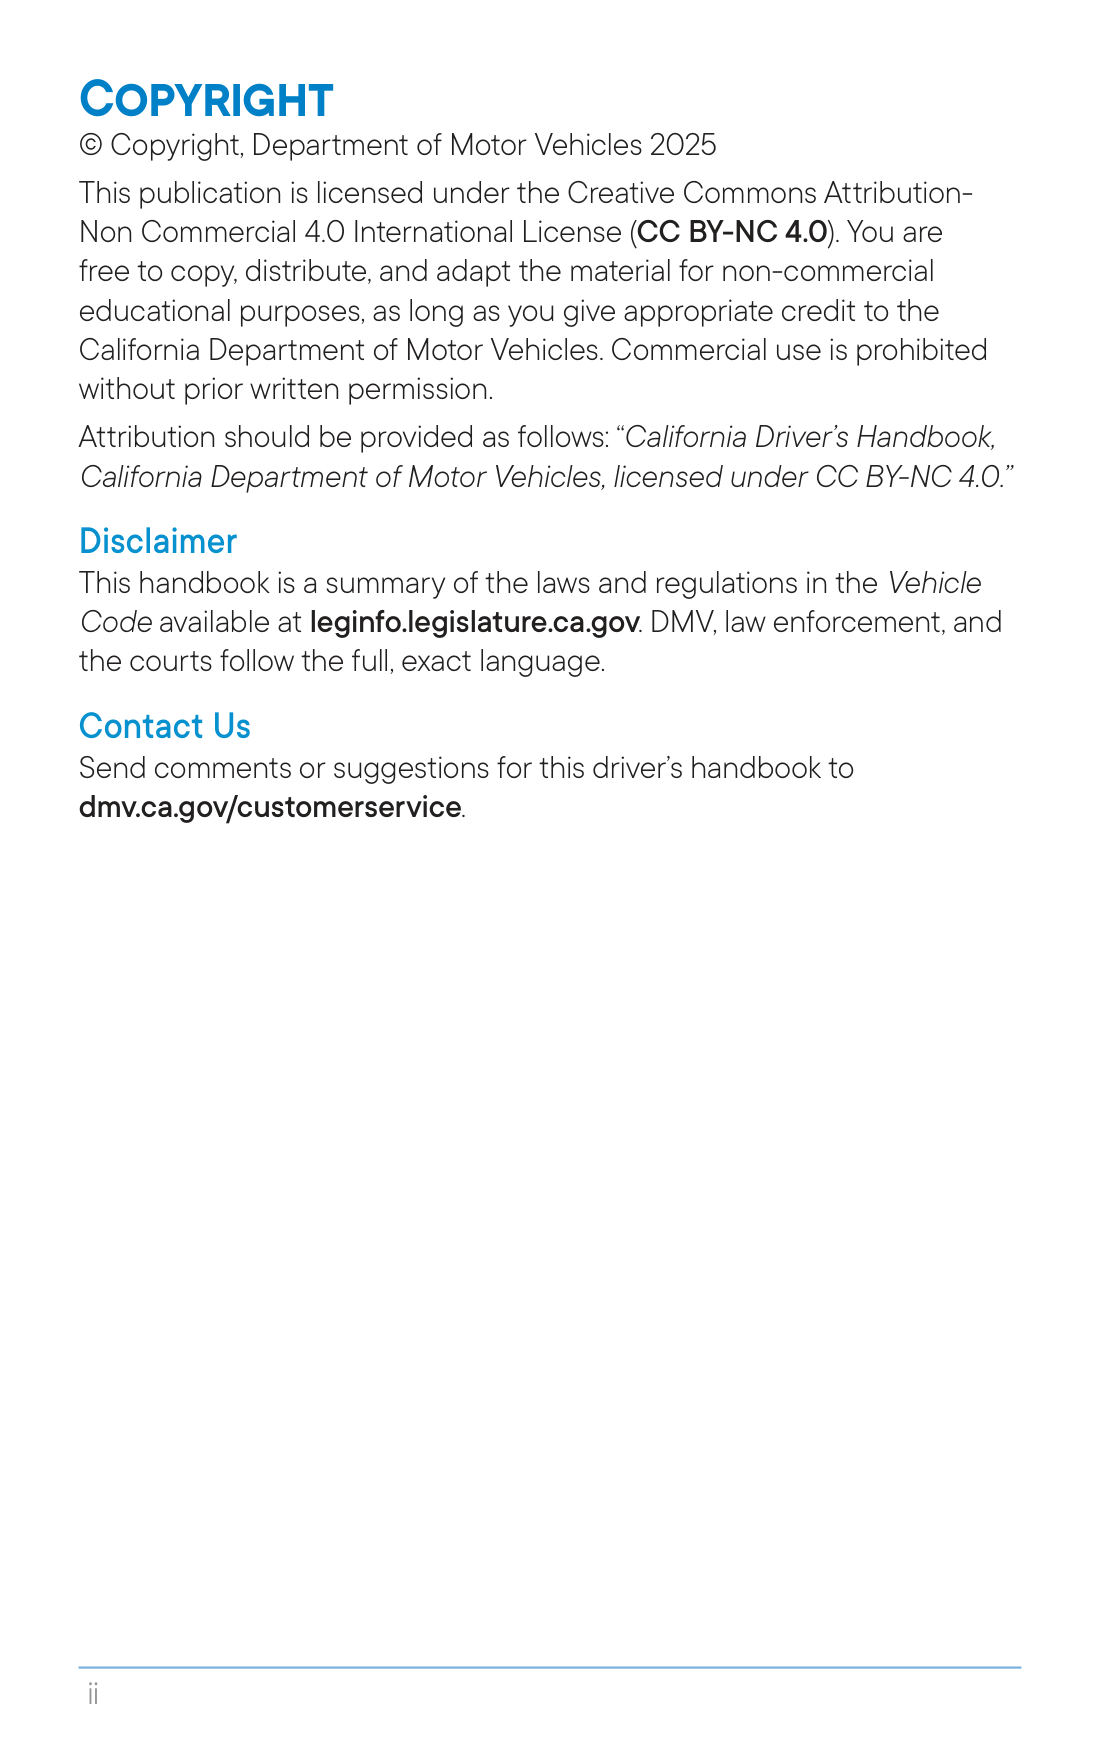 COPYRIGHT
© Copyright, Department of Motor Vehicles 2025
This publication is licensed under the Creative Commons Attribution-
Non Commercial 4.0 International License (CC BY-NC 4.0). You are
free to copy, distribute, and adapt the material for non-commercial
educational purposes, as long as you give appropriate credit to the
California Department of Motor Vehicles. Commercial use is prohibited
without prior written permission.
Attribution should be provided as follows: “California Driver’s Handbook,
California Department of Motor Vehicles, licensed under CC BY-NC 4.0.”
Disclaimer
This handbook is a summary of the laws and regulations in the Vehicle
Code available at leginfo.legislature.ca.gov. DMV, law enforcement, and
the courts follow the full, exact language.
Contact Us
Send comments or suggestions for this driver’s handbook to
dmv.ca.gov/customerservice.
ii